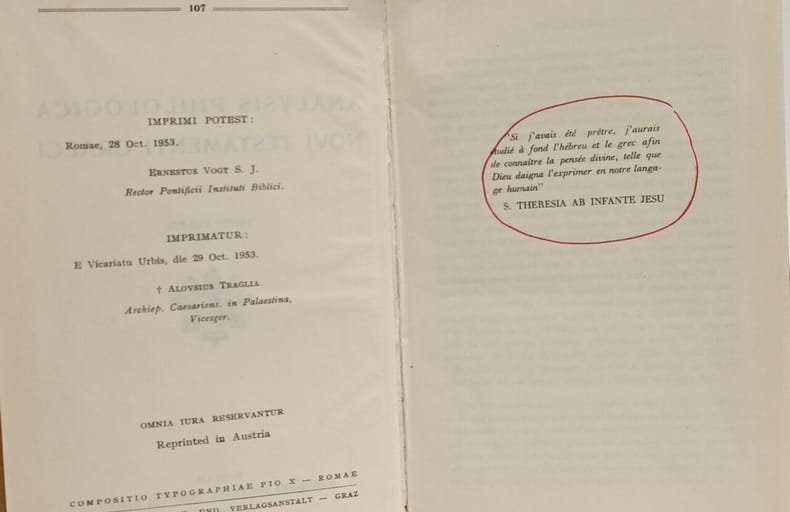 107
IMPRIMI POTEST:
Romae, 28 Oct. 1953.
ERNESTUS VOGT S. J.
Rector Pontificii Instituti Biblici.
IMPRIMATUR:
E Vicariatu Urbis, die 29 Oct. 1953.
† ALOYSIUS TRAGLIA
Archiep. Caesariens. in Palaestina,
Vicesger.
OMNIA IURA RESERVANTUR
Reprinted in Austria
COMPOSITIO TYPOGRAPHIAE PIO X — ROMAE
UND VERLAGSANSTALT — GRAZ
"Si j'avais été prêtre, j'aurais
étudié à fond l'hébreu et le grec afin
de connaître la pensée divine, telle que
Dieu daigna l'exprimer en notre langa-
ge humain"
S. THERESIA AB INFANTE JESU